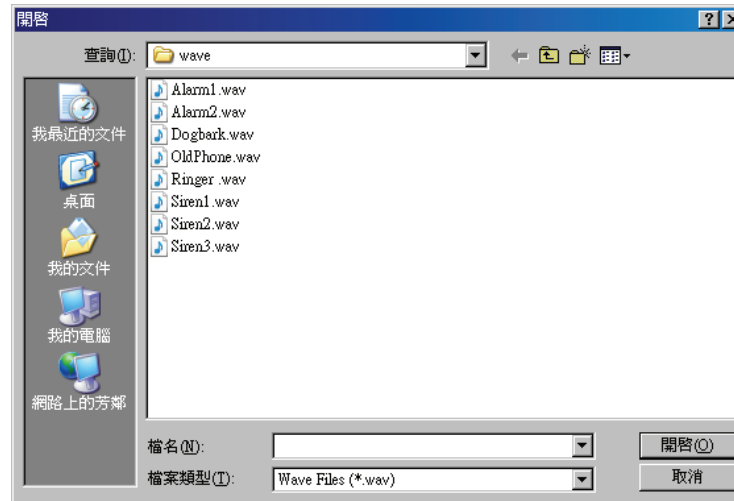 開啓
查詢(I):
wave
我最近的文件
桌面
我的文件
我的電腦
網路上的芳鄰
Alarm1.wav
Alarm2.wav
Dogbark.wav
OldPhone.wav
Ringer .wav
Siren1.wav
Siren2.wav
Siren3.wav
檔名(N):
開啓(O)
檔案類型(T):
Wave Files (*.wav)
取消